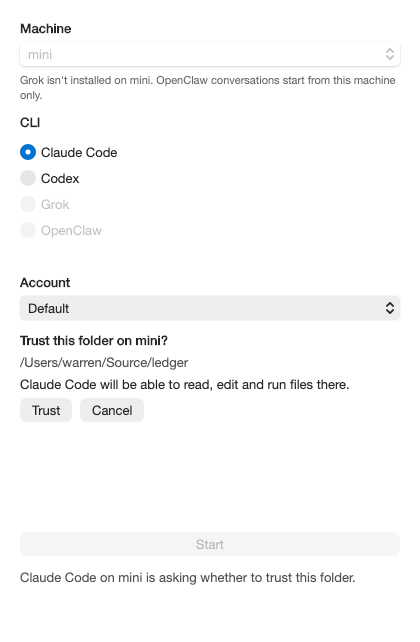 Machine
mini
Grok isn't installed on mini. OpenClaw conversations start from this machine
only.
CLI
Claude Code
Codex
Grok
OpenClaw
Account
Default
Trust this folder on mini?
/Users/warren/Source/ledger
Claude Code will be able to read, edit and run files there.
Trust Cancel
Start
Claude Code on mini is asking whether to trust this folder.